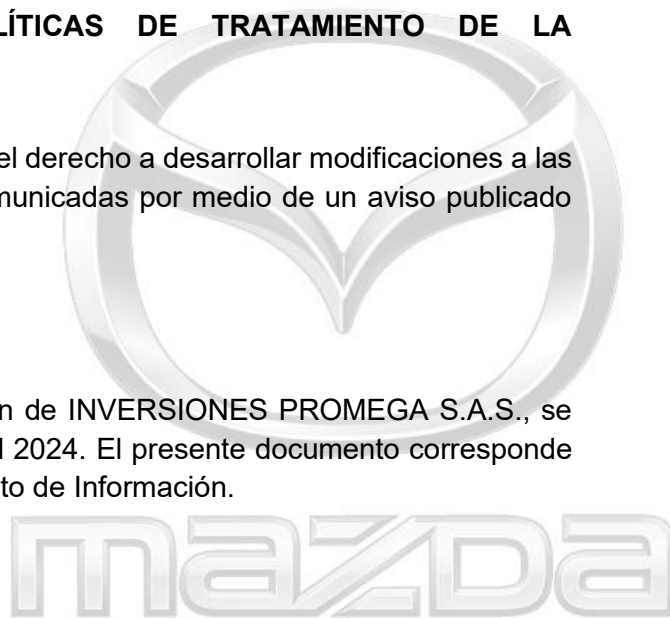 LÍTICAS DE TRATAMIENTO DE LA
el derecho a desarrollar modificaciones a las
municadas por medio de un aviso publicado
n de INVERSIONES PROMEGA S.A.S., se
l 2024. El presente documento corresponde
to de Información.
mazda